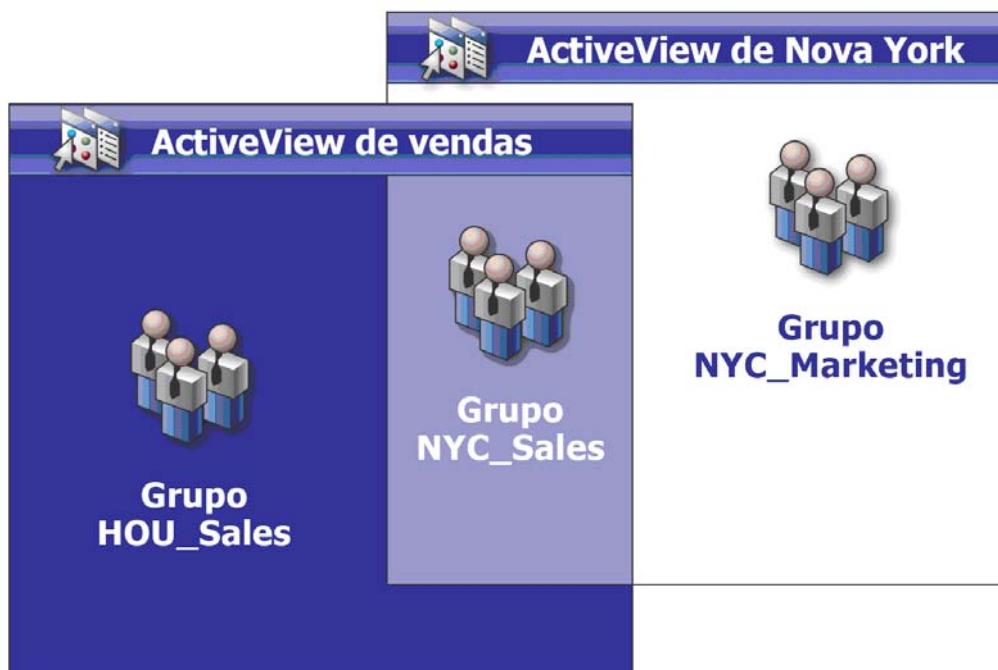 ActiveView de Nova York
ActiveView de vendas
Grupo
NYC_Marketing
Grupo
NYC_Sales
Grupo
HOU_Sales